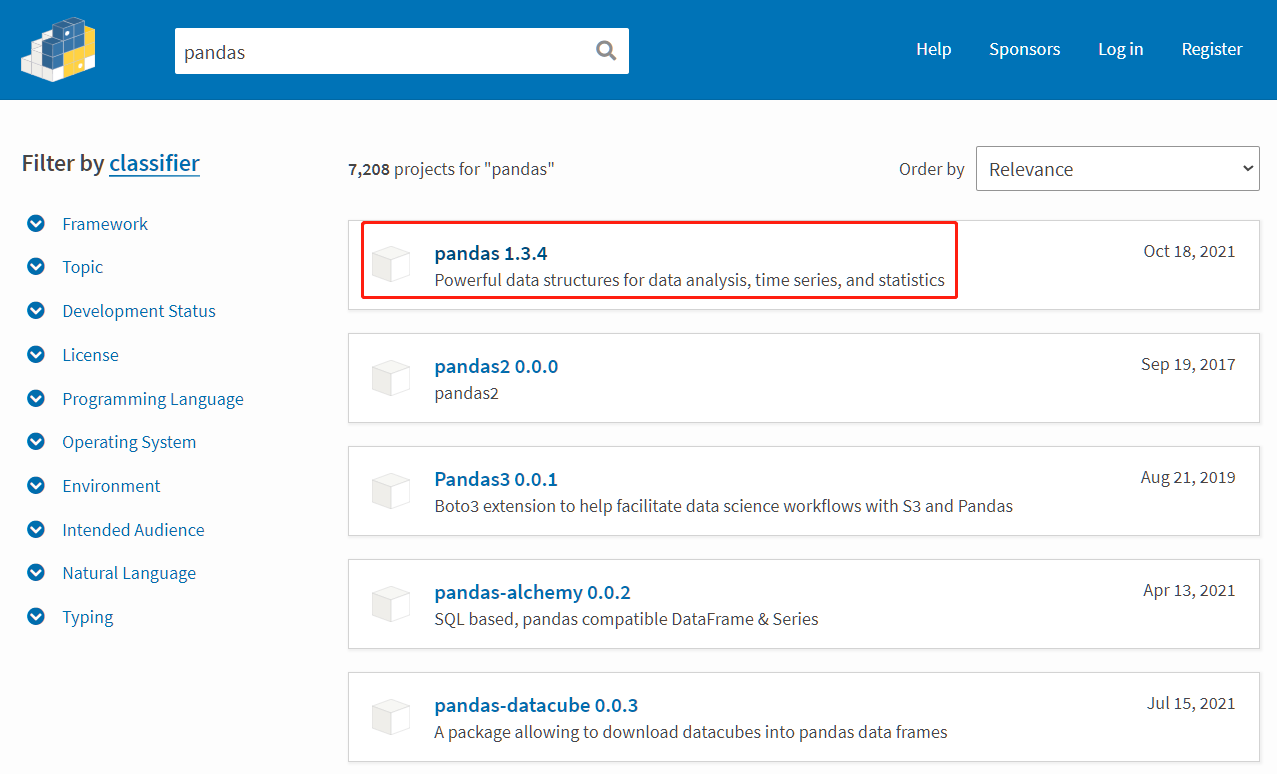 pandas
Help Sponsors Log in Register
Filter by classifier
Framework
Topic
Development Status
License
Programming Language
Operating System
Environment
Intended Audience
Natural Language
Typing
7,208 projects for "pandas"
Order by Relevance
pandas 1.3.4 Oct 18, 2021
Powerful data structures for data analysis, time series, and statistics
pandas2 0.0.0 Sep 19, 2017
pandas2
Pandas3 0.0.1 Aug 21, 2019
Boto3 extension to help facilitate data science workflows with S3 and Pandas
pandas-alchemy 0.0.2 Apr 13, 2021
SQL based, pandas compatible DataFrame & Series
pandas-datacube 0.0.3 Jul 15, 2021
A package allowing to download datacubes into pandas data frames